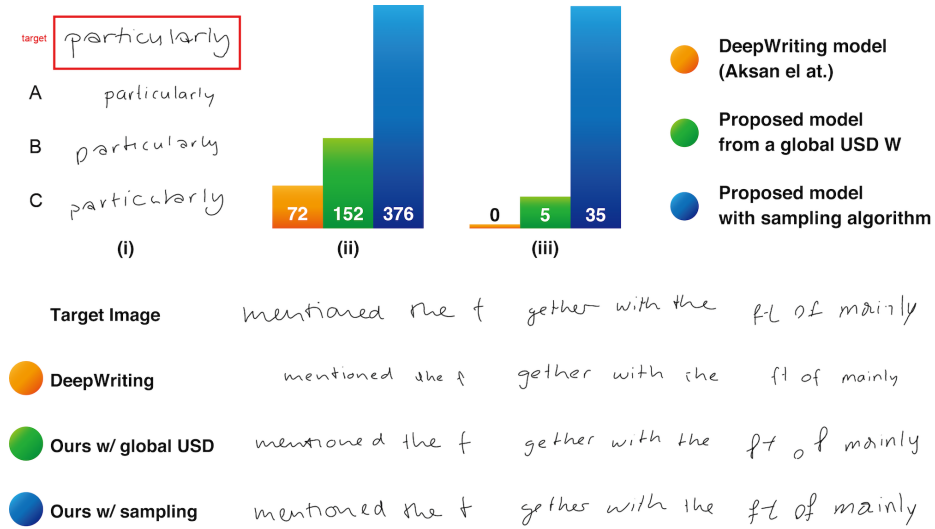 target particularly
A particularly
B particularly
C particularly
(i)
72 152 376
(ii)
0 5 35
(iii)
DeepWriting model
(Aksan el at.)
Proposed model
from a global USD W
Proposed model
with sampling algorithm
Target Image mentioned the f gether with the ft of mainly
DeepWriting mentioned the f gether with the ft of mainly
Ours w/ global USD mentioned the f gether with the ft of mainly
Ours w/ sampling mentioned the t gether with the ft of mainly